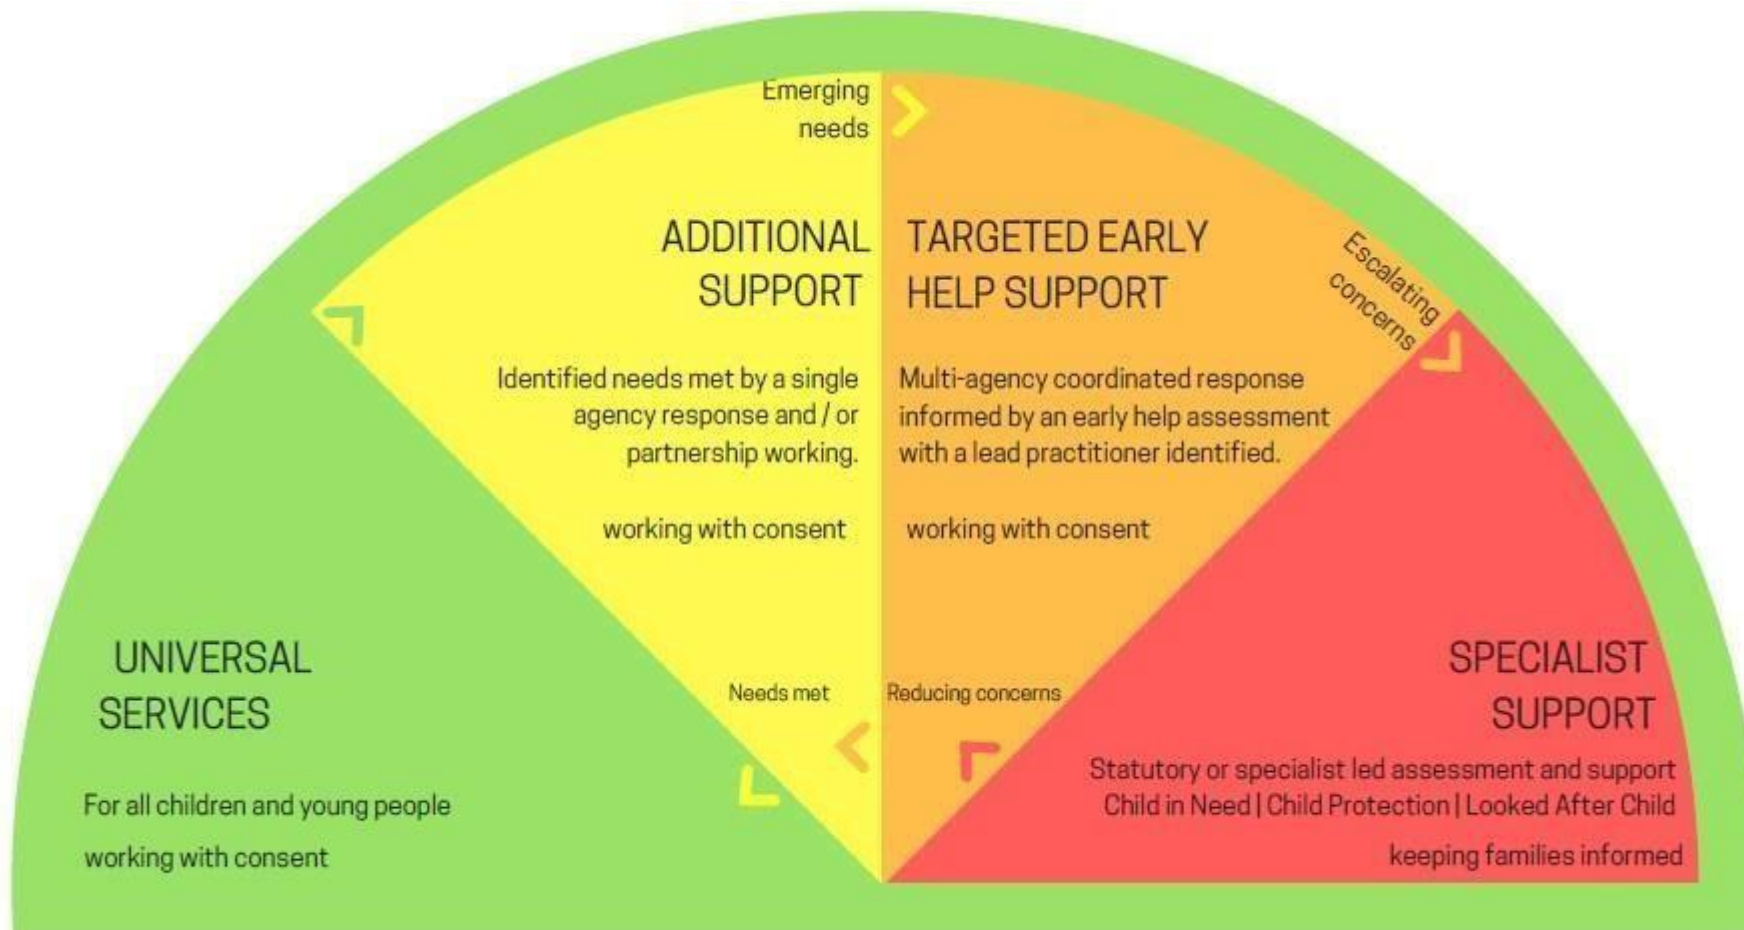 Emerging
needs
ADDITIONAL
SUPPORT
Identified needs met by a single
agency response and / or
partnership working.
working with consent
Needs met
TARGETED EARLY
HELP SUPPORT
Multi-agency coordinated response
informed by an early help assessment
with a lead practitioner identified.
working with consent
Reducing concerns
Escalating
concerns
UNIVERSAL
SERVICES
For all children and young people
working with consent
SPECIALIST
SUPPORT
Statutory or specialist led assessment and support
Child in Need | Child Protection | Looked After Child
keeping families informed